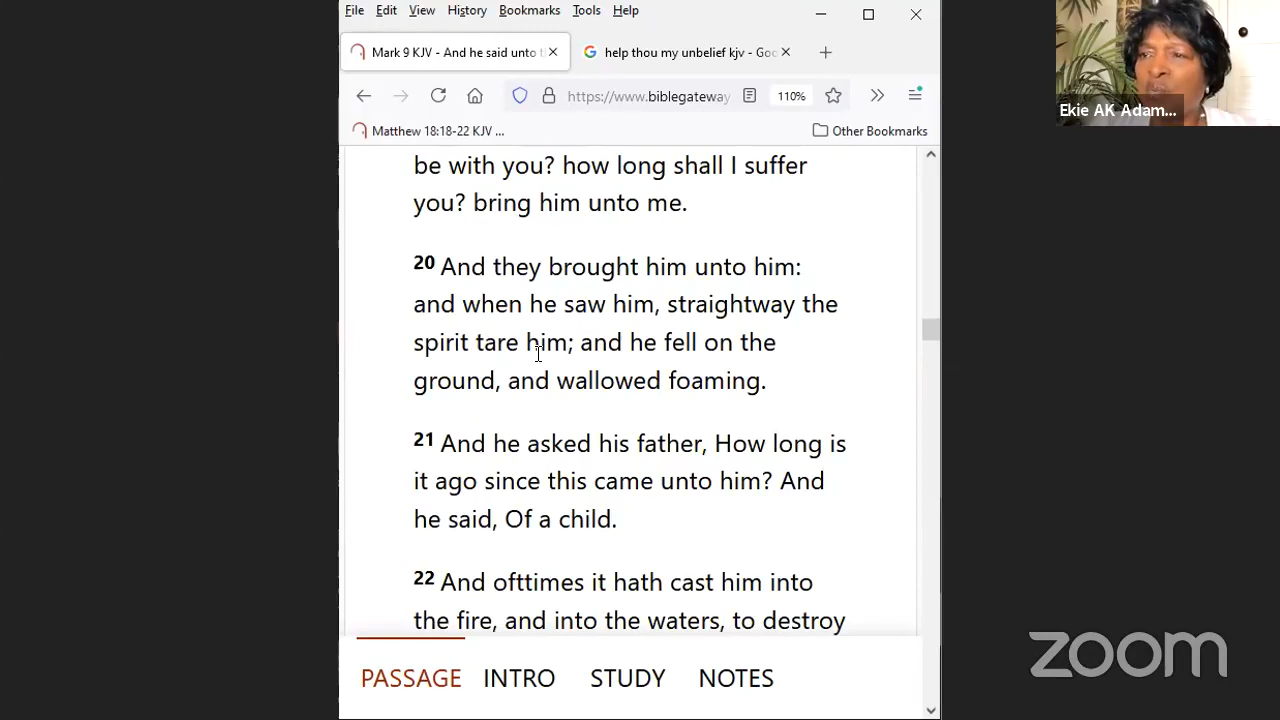 File Edit View History Bookmarks Tools Help
Mark 9 KJV - And he said unto t
help thou my unbelief kjv - Goo
https://www.biblegateway
110%
Matthew 18:18-22 KJV ...
Other Bookmarks
be with you? how long shall I suffer
you? bring him unto me.
20 And they brought him unto him:
and when he saw him, straightway the
spirit tare him; and he fell on the
ground, and wallowed foaming.
21 And he asked his father, How long is
it ago since this came unto him? And
he said, Of a child.
22 And ofttimes it hath cast him into
the fire, and into the waters, to destroy
PASSAGE INTRO STUDY NOTES
Ekie AK Adam...
zoom